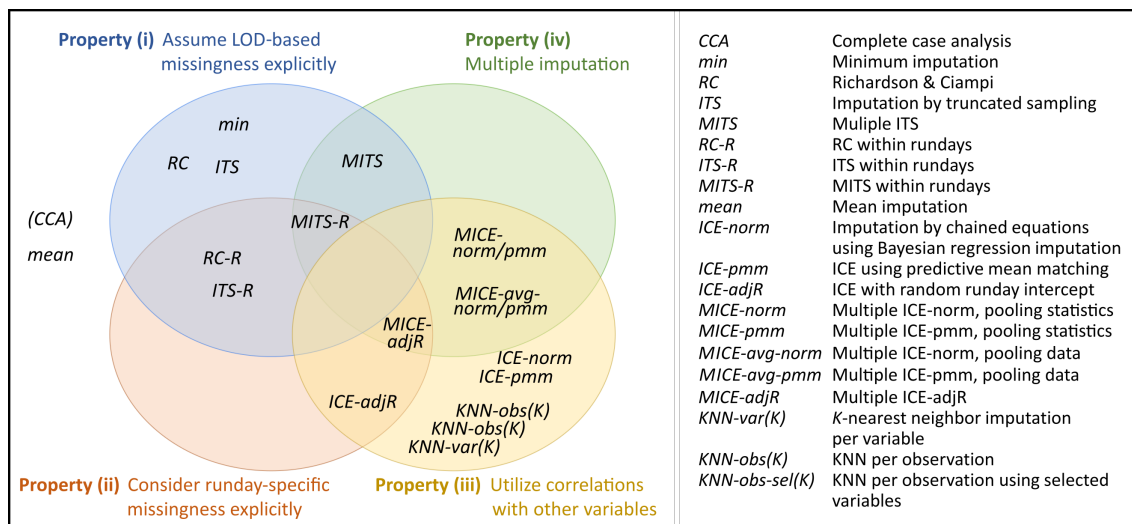 Property (i) Assume LOD-based
missingness explicitly
Property (iv)
Multiple imputation
min
RC
ITS
MITS
(CCA)
mean
MITS-R
RC-R
ITS-R
MICE-
norm/pmm
MICE-avg-
norm/pmm
MICE-
adjR
ICE-norm
ICE-pmm
ICE-adjR
KNN-obs(K)
KNN-obs(K)
KNN-var(K)
Property (ii) Consider runday-specific
missingness explicitly
Property (iii) Utilize correlations
with other variables
CCA Complete case analysis
min Minimum imputation
RC Richardson & Ciampi
ITS Imputation by truncated sampling
MITS Muliple ITS
RC-R RC within rundays
ITS-R ITS within rundays
MITS-R MITS within rundays
mean Mean imputation
ICE-norm Imputation by chained equations
using Bayesian regression imputation
ICE-pmm ICE using predictive mean matching
ICE-adjR ICE with random runday intercept
MICE-norm Multiple ICE-norm, pooling statistics
MICE-pmm Multiple ICE-pmm, pooling statistics
MICE-avg-norm Multiple ICE-norm, pooling data
MICE-avg-pmm Multiple ICE-pmm, pooling data
MICE-adjR Multiple ICE-adjR
KNN-var(K) K-nearest neighbor imputation
per variable
KNN-obs(K) KNN per observation
KNN-obs-sel(K) KNN per observation using selected
variables